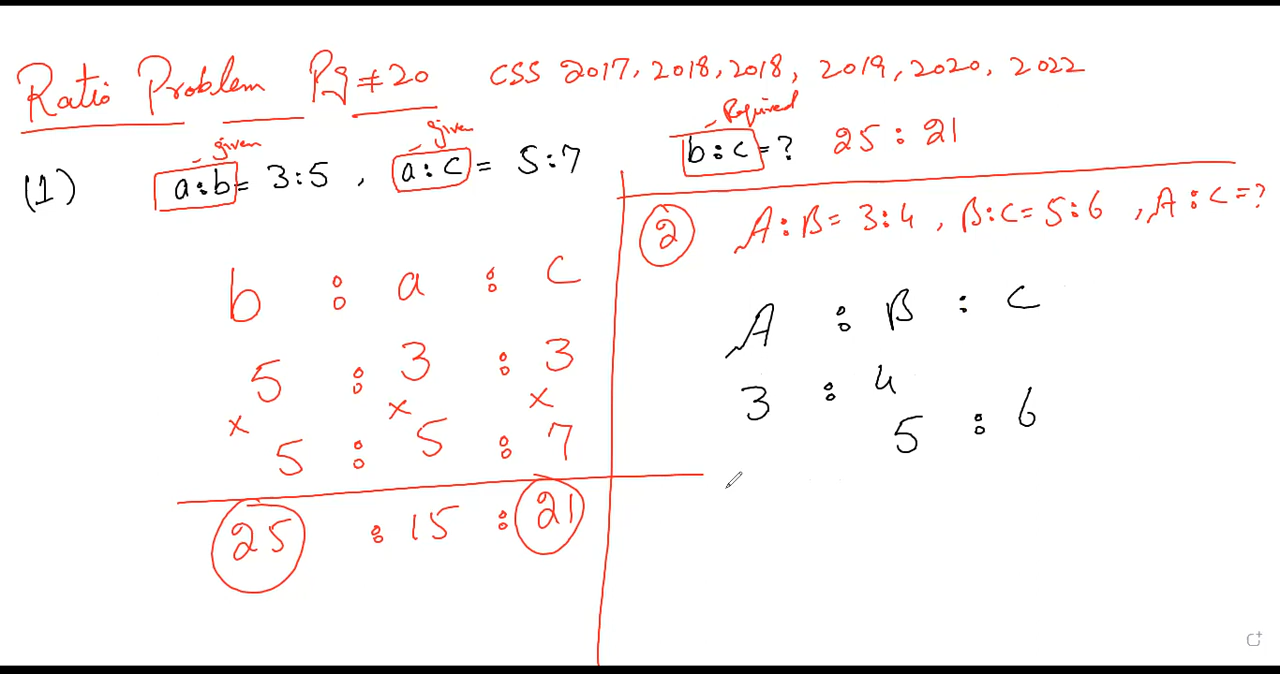 Ratio Problem Pg # 20 CSS 2017, 2018, 2018, 2019, 2020, 2022
given given Required
(1) a:b = 3:5 , a:c = 5:7 b:c = ? 25 : 21
b : a : c
5 : 3 : 3
× × ×
5 : 5 : 7
25 : 15 : 21
2 A:B = 3:4 , B:C = 5:6 , A:C = ?
A : B : C
3 : 4
5 : 6